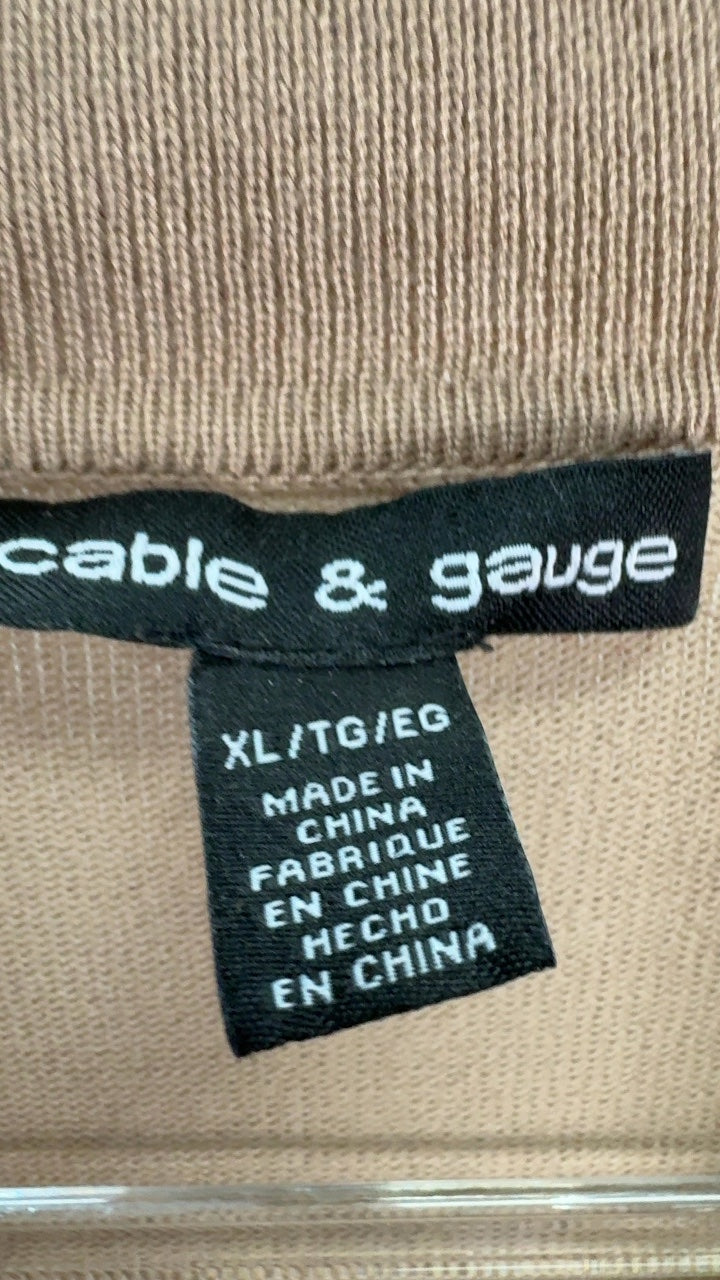 cable & gauge
XL/TG/EG
MADE IN
CHINA
FABRIQUE
EN CHINE
HECHO
EN CHINA